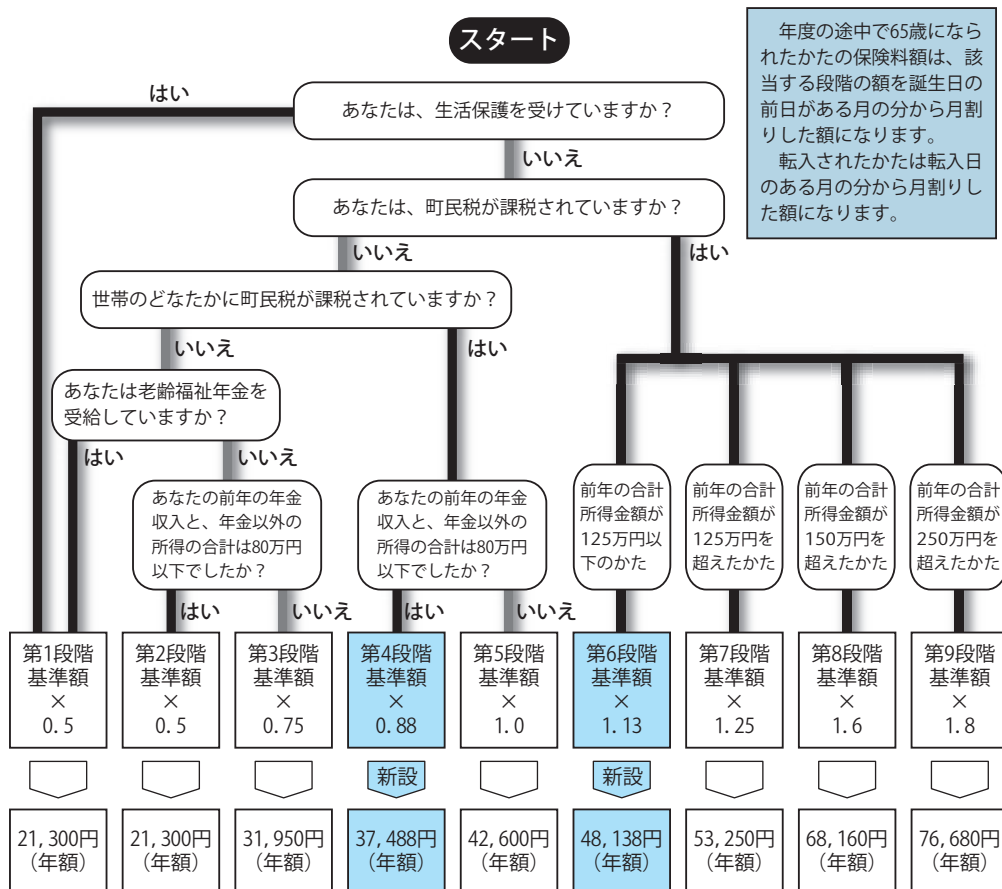 スタート
年度の途中で65歳になら
れたかたの保険料額は、該
当する段階の額を誕生日の
前日がある月の分から月割
りした額になります。
転入されたかたは転入日
のある月の分から月割りし
た額になります。
はい
あなたは、生活保護を受けていますか？
いいえ
あなたは、町民税が課税されていますか？
いいえ
はい
世帯のどなたかに町民税が課税されていますか？
いいえ
はい
あなたは老齢福祉年金を
受給していますか？
はい
いいえ
あなたの前年の年金
収入と、年金以外の
所得の合計は80万円
以下でしたか？
あなたの前年の年金
収入と、年金以外の
所得の合計は80万円
以下でしたか？
前年の合計
所得金額が
125万円以
下のかた
前年の合計
所得金額が
125万円を
超えたかた
前年の合計
所得金額が
150万円を
超えたかた
前年の合計
所得金額が
250万円を
超えたかた
はい
いいえ
はい
いいえ
第1段階
基準額
×
0.5
第2段階
基準額
×
0.5
第3段階
基準額
×
0.75
第4段階
基準額
×
0.88
第5段階
基準額
×
1.0
第6段階
基準額
×
1.13
第7段階
基準額
×
1.25
第8段階
基準額
×
1.6
第9段階
基準額
×
1.8
新設
新設
21,300円
（年額）
21,300円
（年額）
31,950円
（年額）
37,488円
（年額）
42,600円
（年額）
48,138円
（年額）
53,250円
（年額）
68,160円
（年額）
76,680円
（年額）